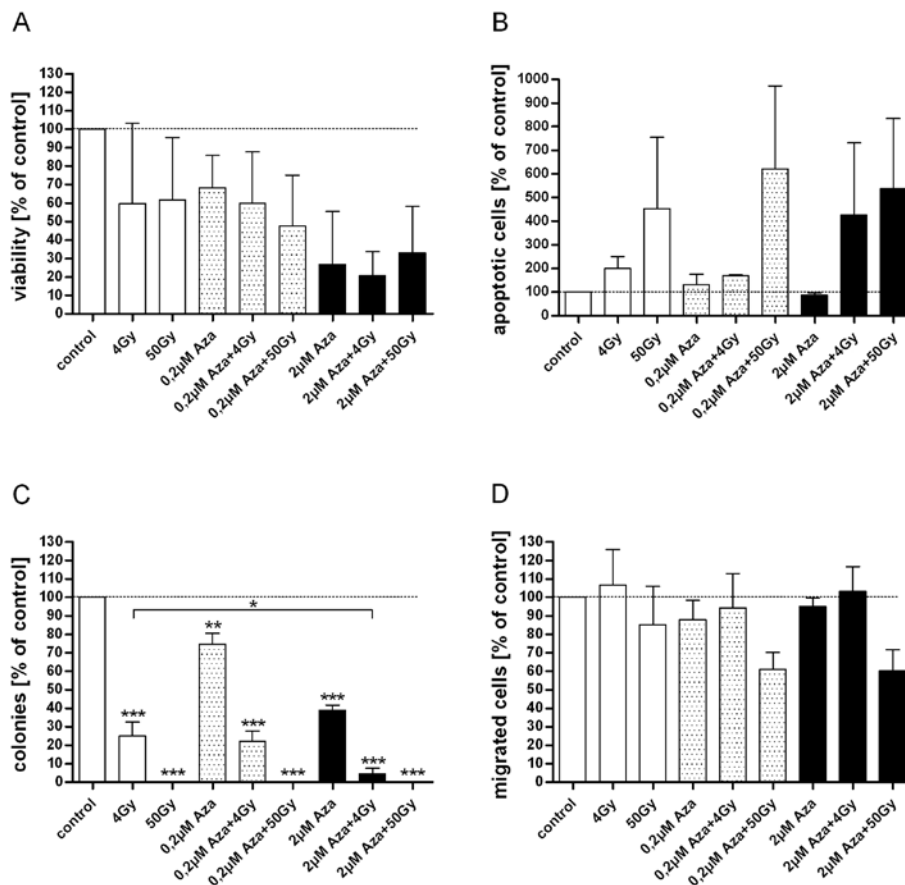 A
viability [% of control]
130
120
110
100
90
80
70
60
50
40
30
20
10
0
control
4Gy
50Gy
0,2µM Aza
0,2µM Aza+4Gy
0,2µM Aza+50Gy
2µM Aza
2µM Aza+4Gy
2µM Aza+50Gy
B
apoptotic cells [% of control]
1000
900
800
700
600
500
400
300
200
100
0
control
4Gy
50Gy
0,2µM Aza
0,2µM Aza+4Gy
0,2µM Aza+50Gy
2µM Aza
2µM Aza+4Gy
2µM Aza+50Gy
C
colonies [% of control]
130
120
110
100
90
80
70
60
50
40
30
20
10
0
*
***
***
**
***
***
***
***
***
control
4Gy
50Gy
0,2µM Aza
0,2µM Aza+4Gy
0,2µM Aza+50Gy
2µM Aza
2µM Aza+4Gy
2µM Aza+50Gy
D
migrated cells [% of control]
130
120
110
100
90
80
70
60
50
40
30
20
10
0
control
4Gy
50Gy
0,2µM Aza
0,2µM Aza+4Gy
0,2µM Aza+50Gy
2µM Aza
2µM Aza+4Gy
2µM Aza+50Gy